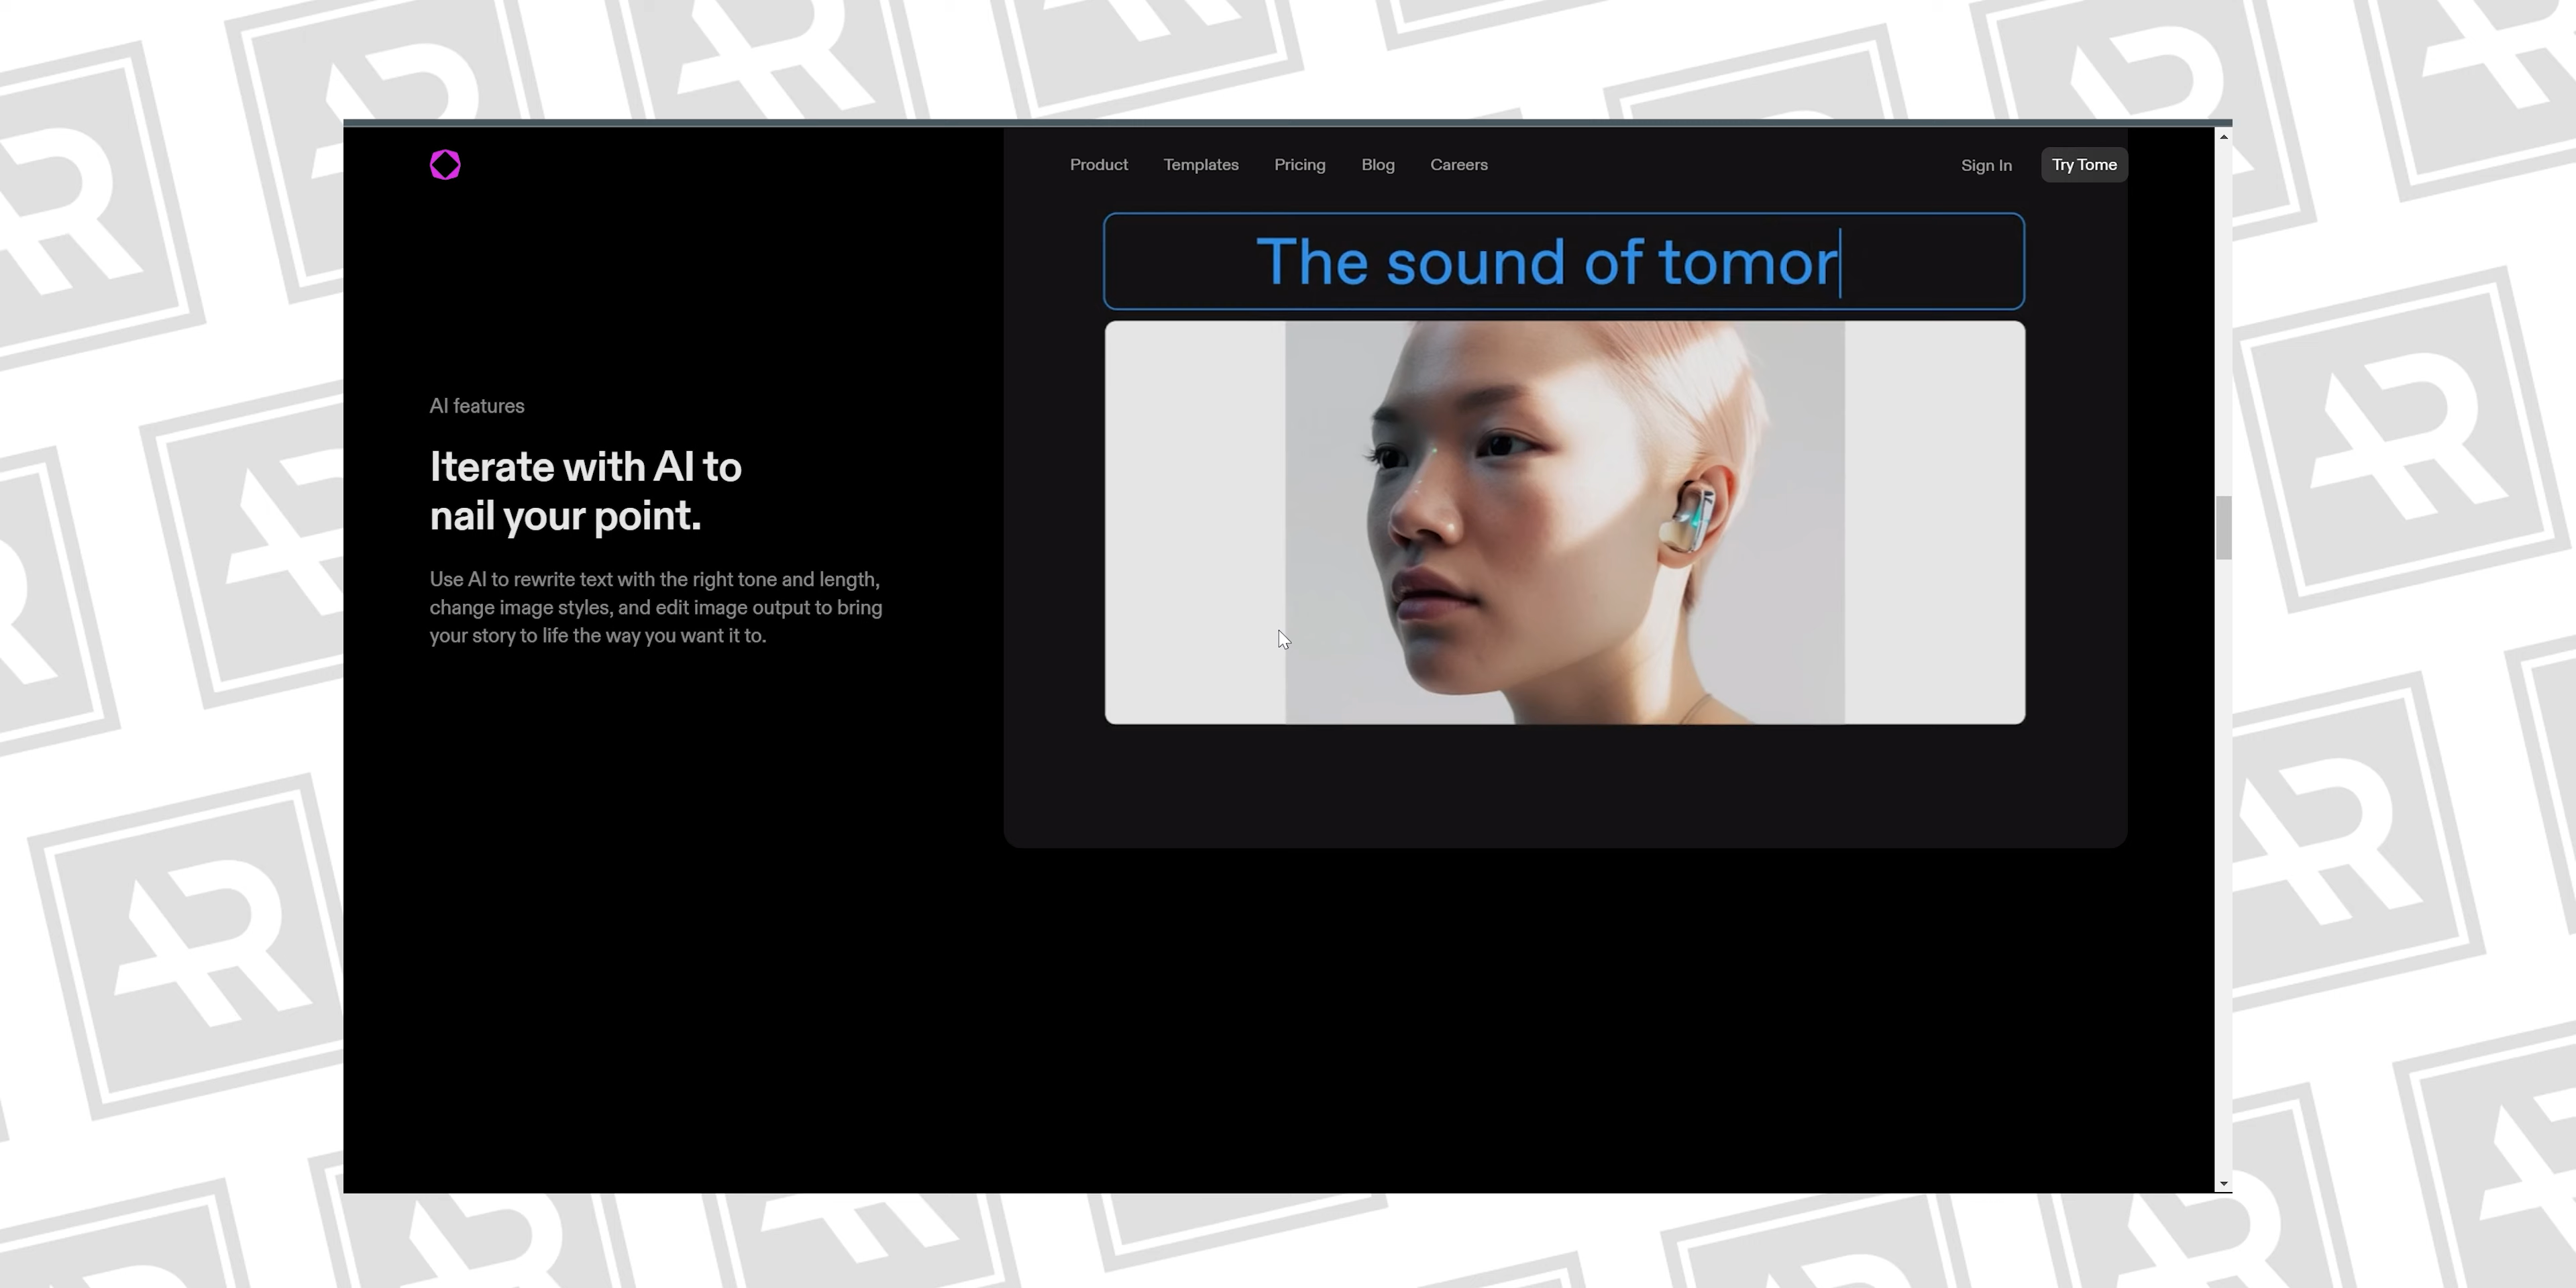 Product
Templates
Pricing
Blog
Careers
Sign In
Try Tome
The sound of tomor
AI features
Iterate with AI to
nail your point.
Use AI to rewrite text with the right tone and length,
change image styles, and edit image output to bring
your story to life the way you want it to.